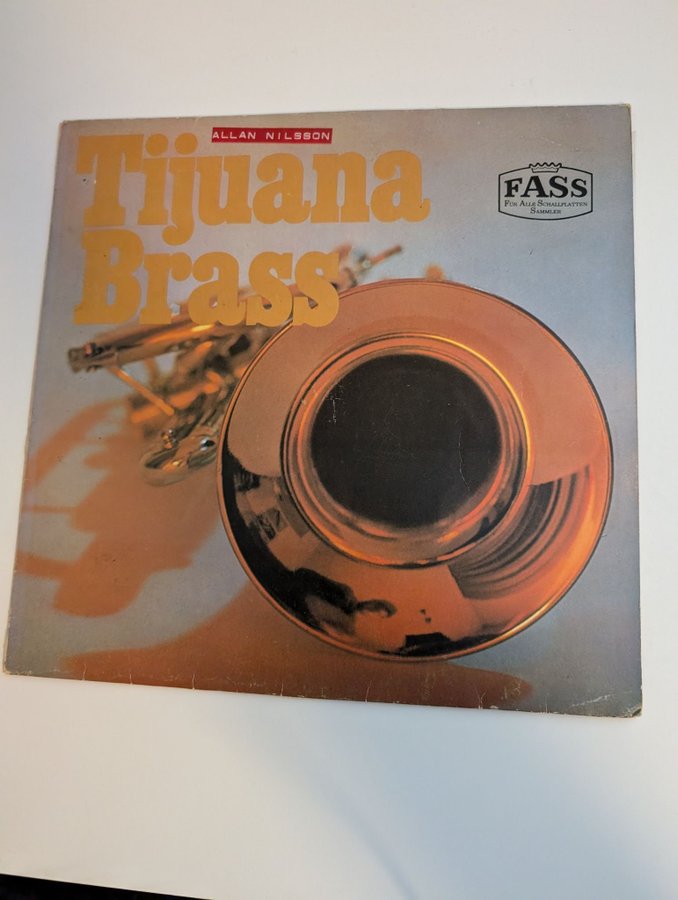 ALLAN NILSSON
Tijuana
Brass
FASS
FÜR ALLE SCHALLPLATTEN
SAMMLER